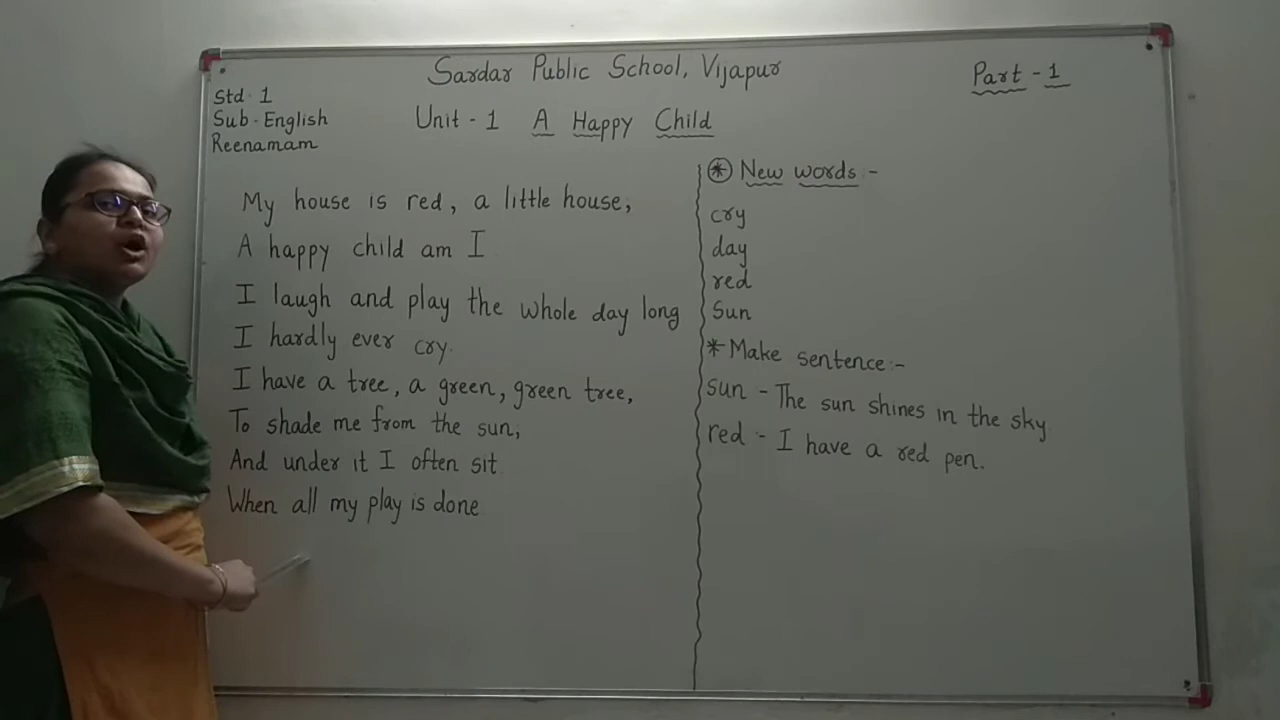 Sardar Public School, Vijapur
Part - 1
Std. 1
Sub - English
Reenamam
Unit - 1 A Happy Child
My house is red, a little house,
A happy child am I
I laugh and play the whole day long
I hardly ever cry.
I have a tree, a green, green tree,
To shade me from the sun,
And under it I often sit
When all my play is done
* New words :-
cry
day
red
Sun
* Make sentence :-
sun - The sun shines in the sky.
red :- I have a red pen.